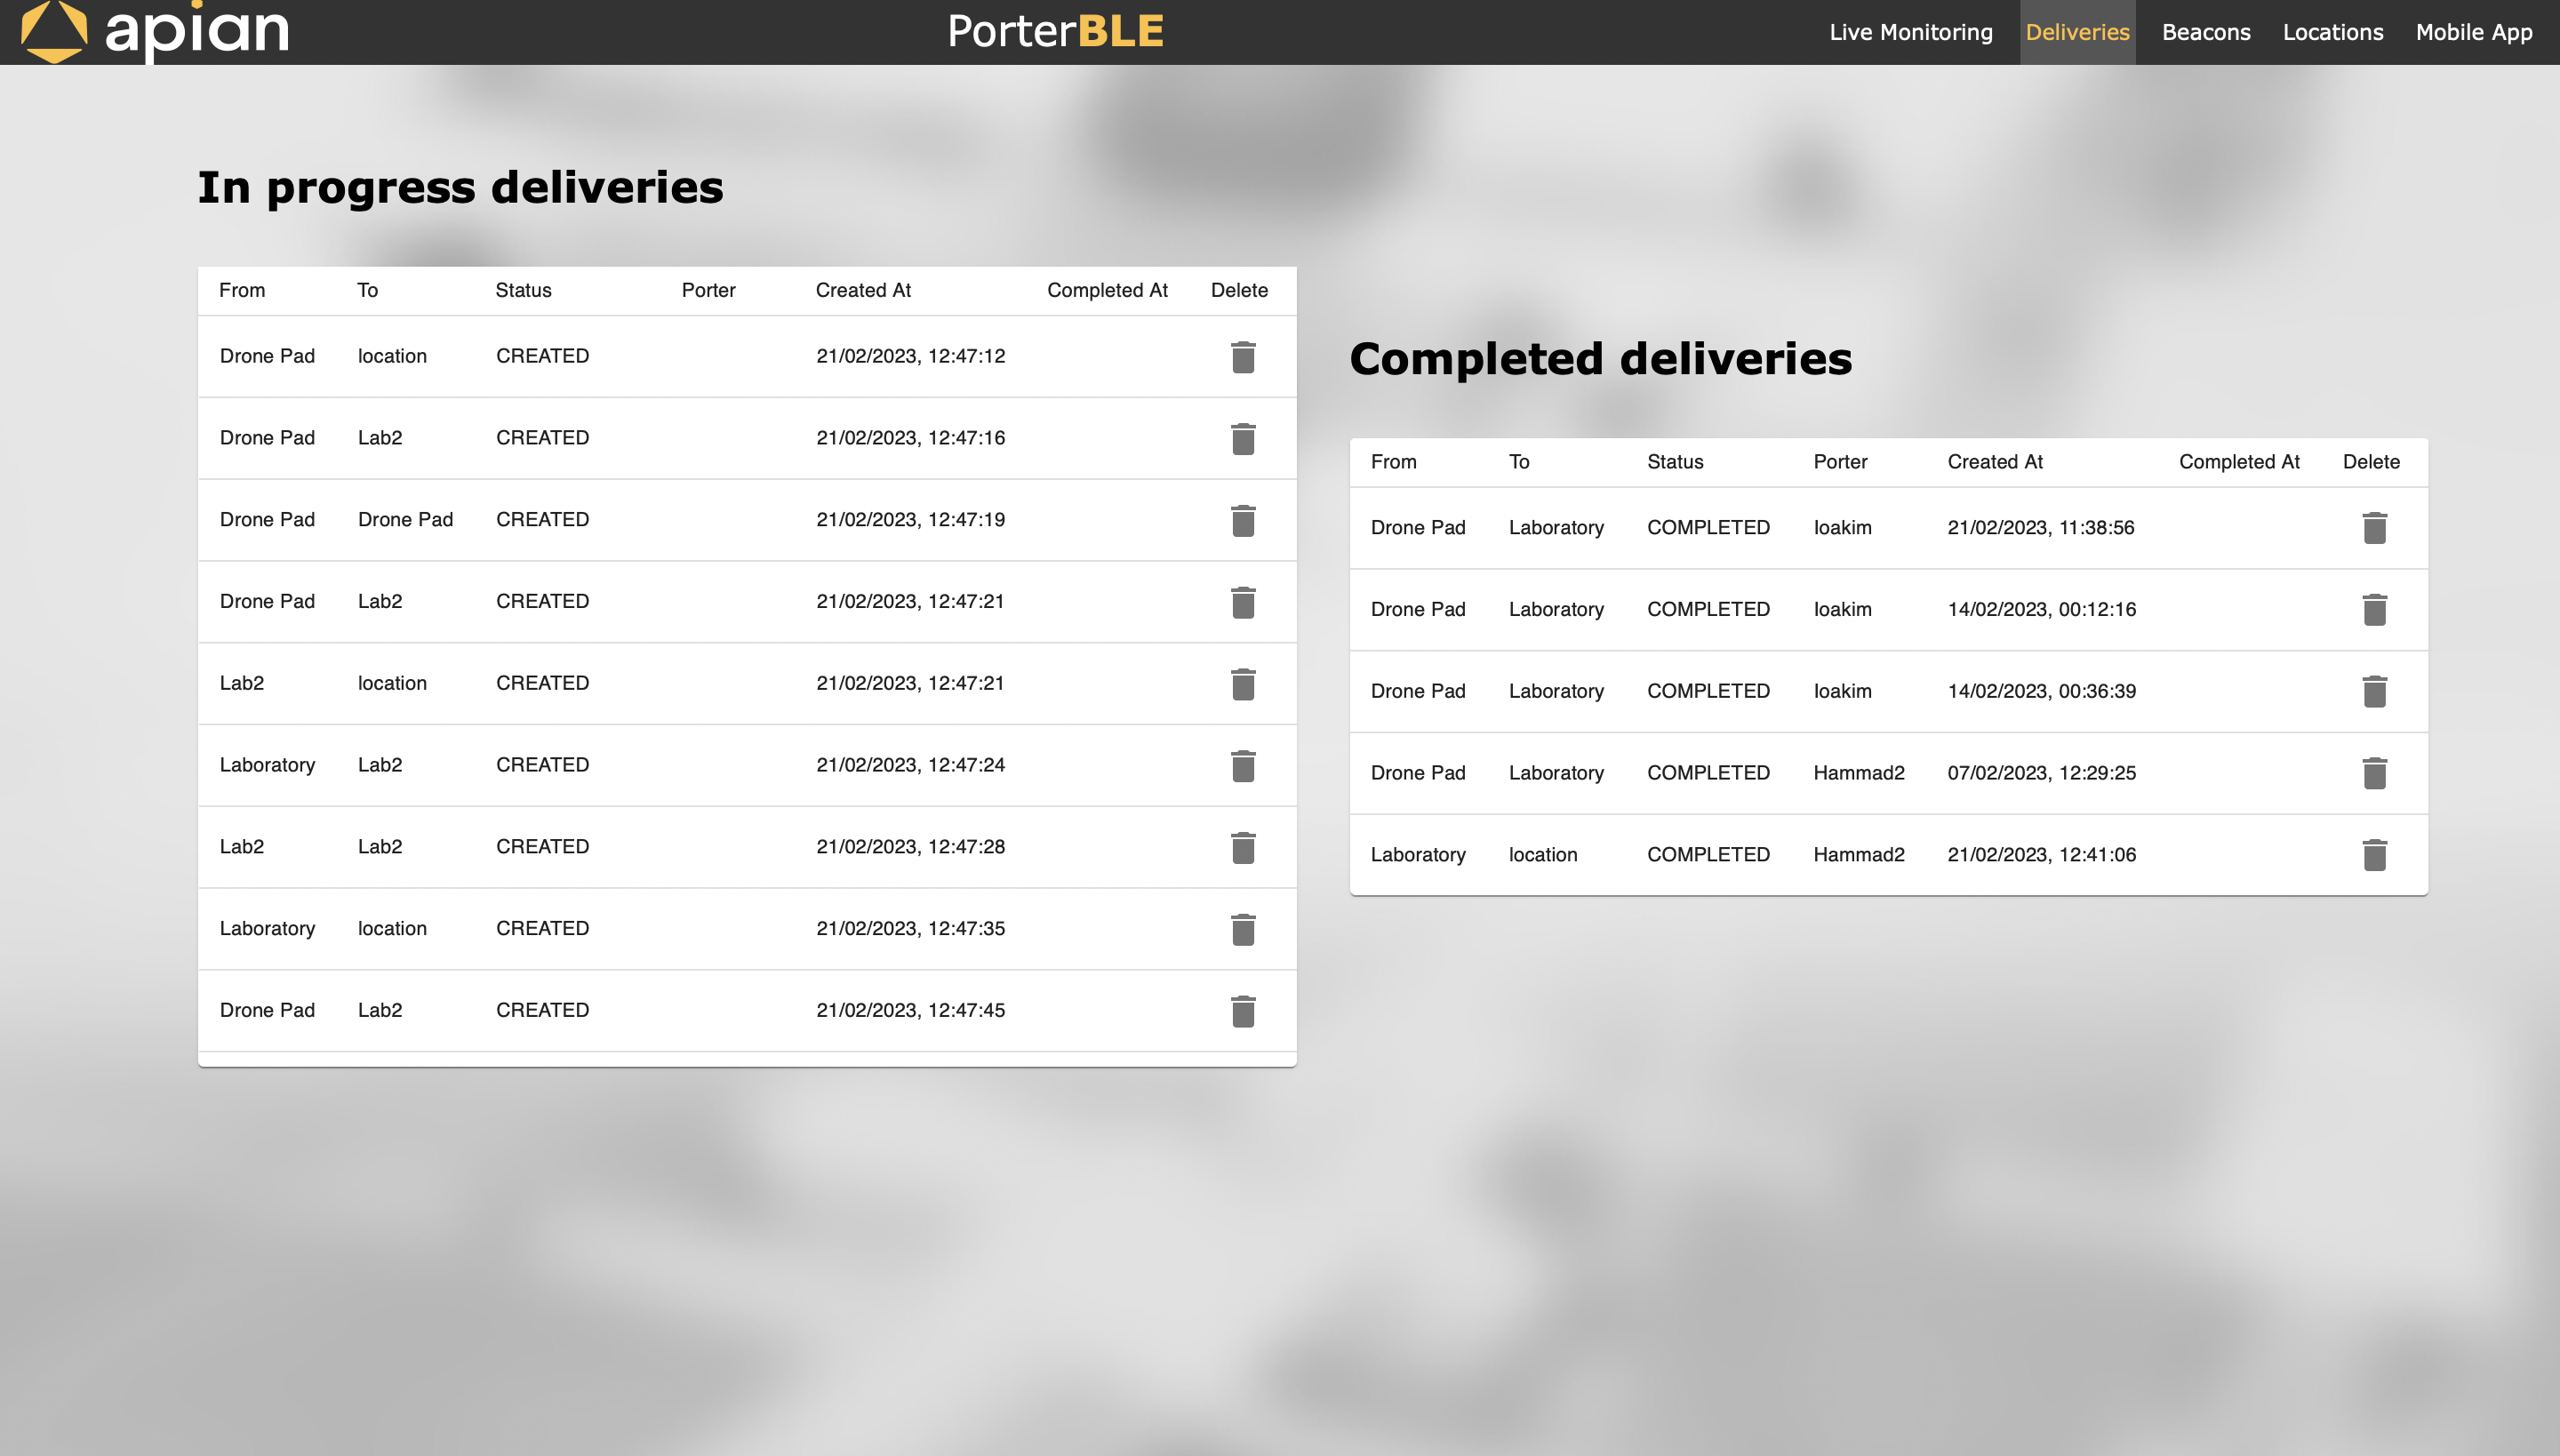 apian
PorterBLE
Live Monitoring Deliveries Beacons Locations Mobile App
In progress deliveries
From To Status Porter Created At Completed At Delete
Drone Pad location CREATED 21/02/2023, 12:47:12
Drone Pad Lab2 CREATED 21/02/2023, 12:47:16
Drone Pad Drone Pad CREATED 21/02/2023, 12:47:19
Drone Pad Lab2 CREATED 21/02/2023, 12:47:21
Lab2 location CREATED 21/02/2023, 12:47:21
Laboratory Lab2 CREATED 21/02/2023, 12:47:24
Lab2 Lab2 CREATED 21/02/2023, 12:47:28
Laboratory location CREATED 21/02/2023, 12:47:35
Drone Pad Lab2 CREATED 21/02/2023, 12:47:45
Completed deliveries
From To Status Porter Created At Completed At Delete
Drone Pad Laboratory COMPLETED Ioakim 21/02/2023, 11:38:56
Drone Pad Laboratory COMPLETED Ioakim 14/02/2023, 00:12:16
Drone Pad Laboratory COMPLETED Ioakim 14/02/2023, 00:36:39
Drone Pad Laboratory COMPLETED Hammad2 07/02/2023, 12:29:25
Laboratory location COMPLETED Hammad2 21/02/2023, 12:41:06